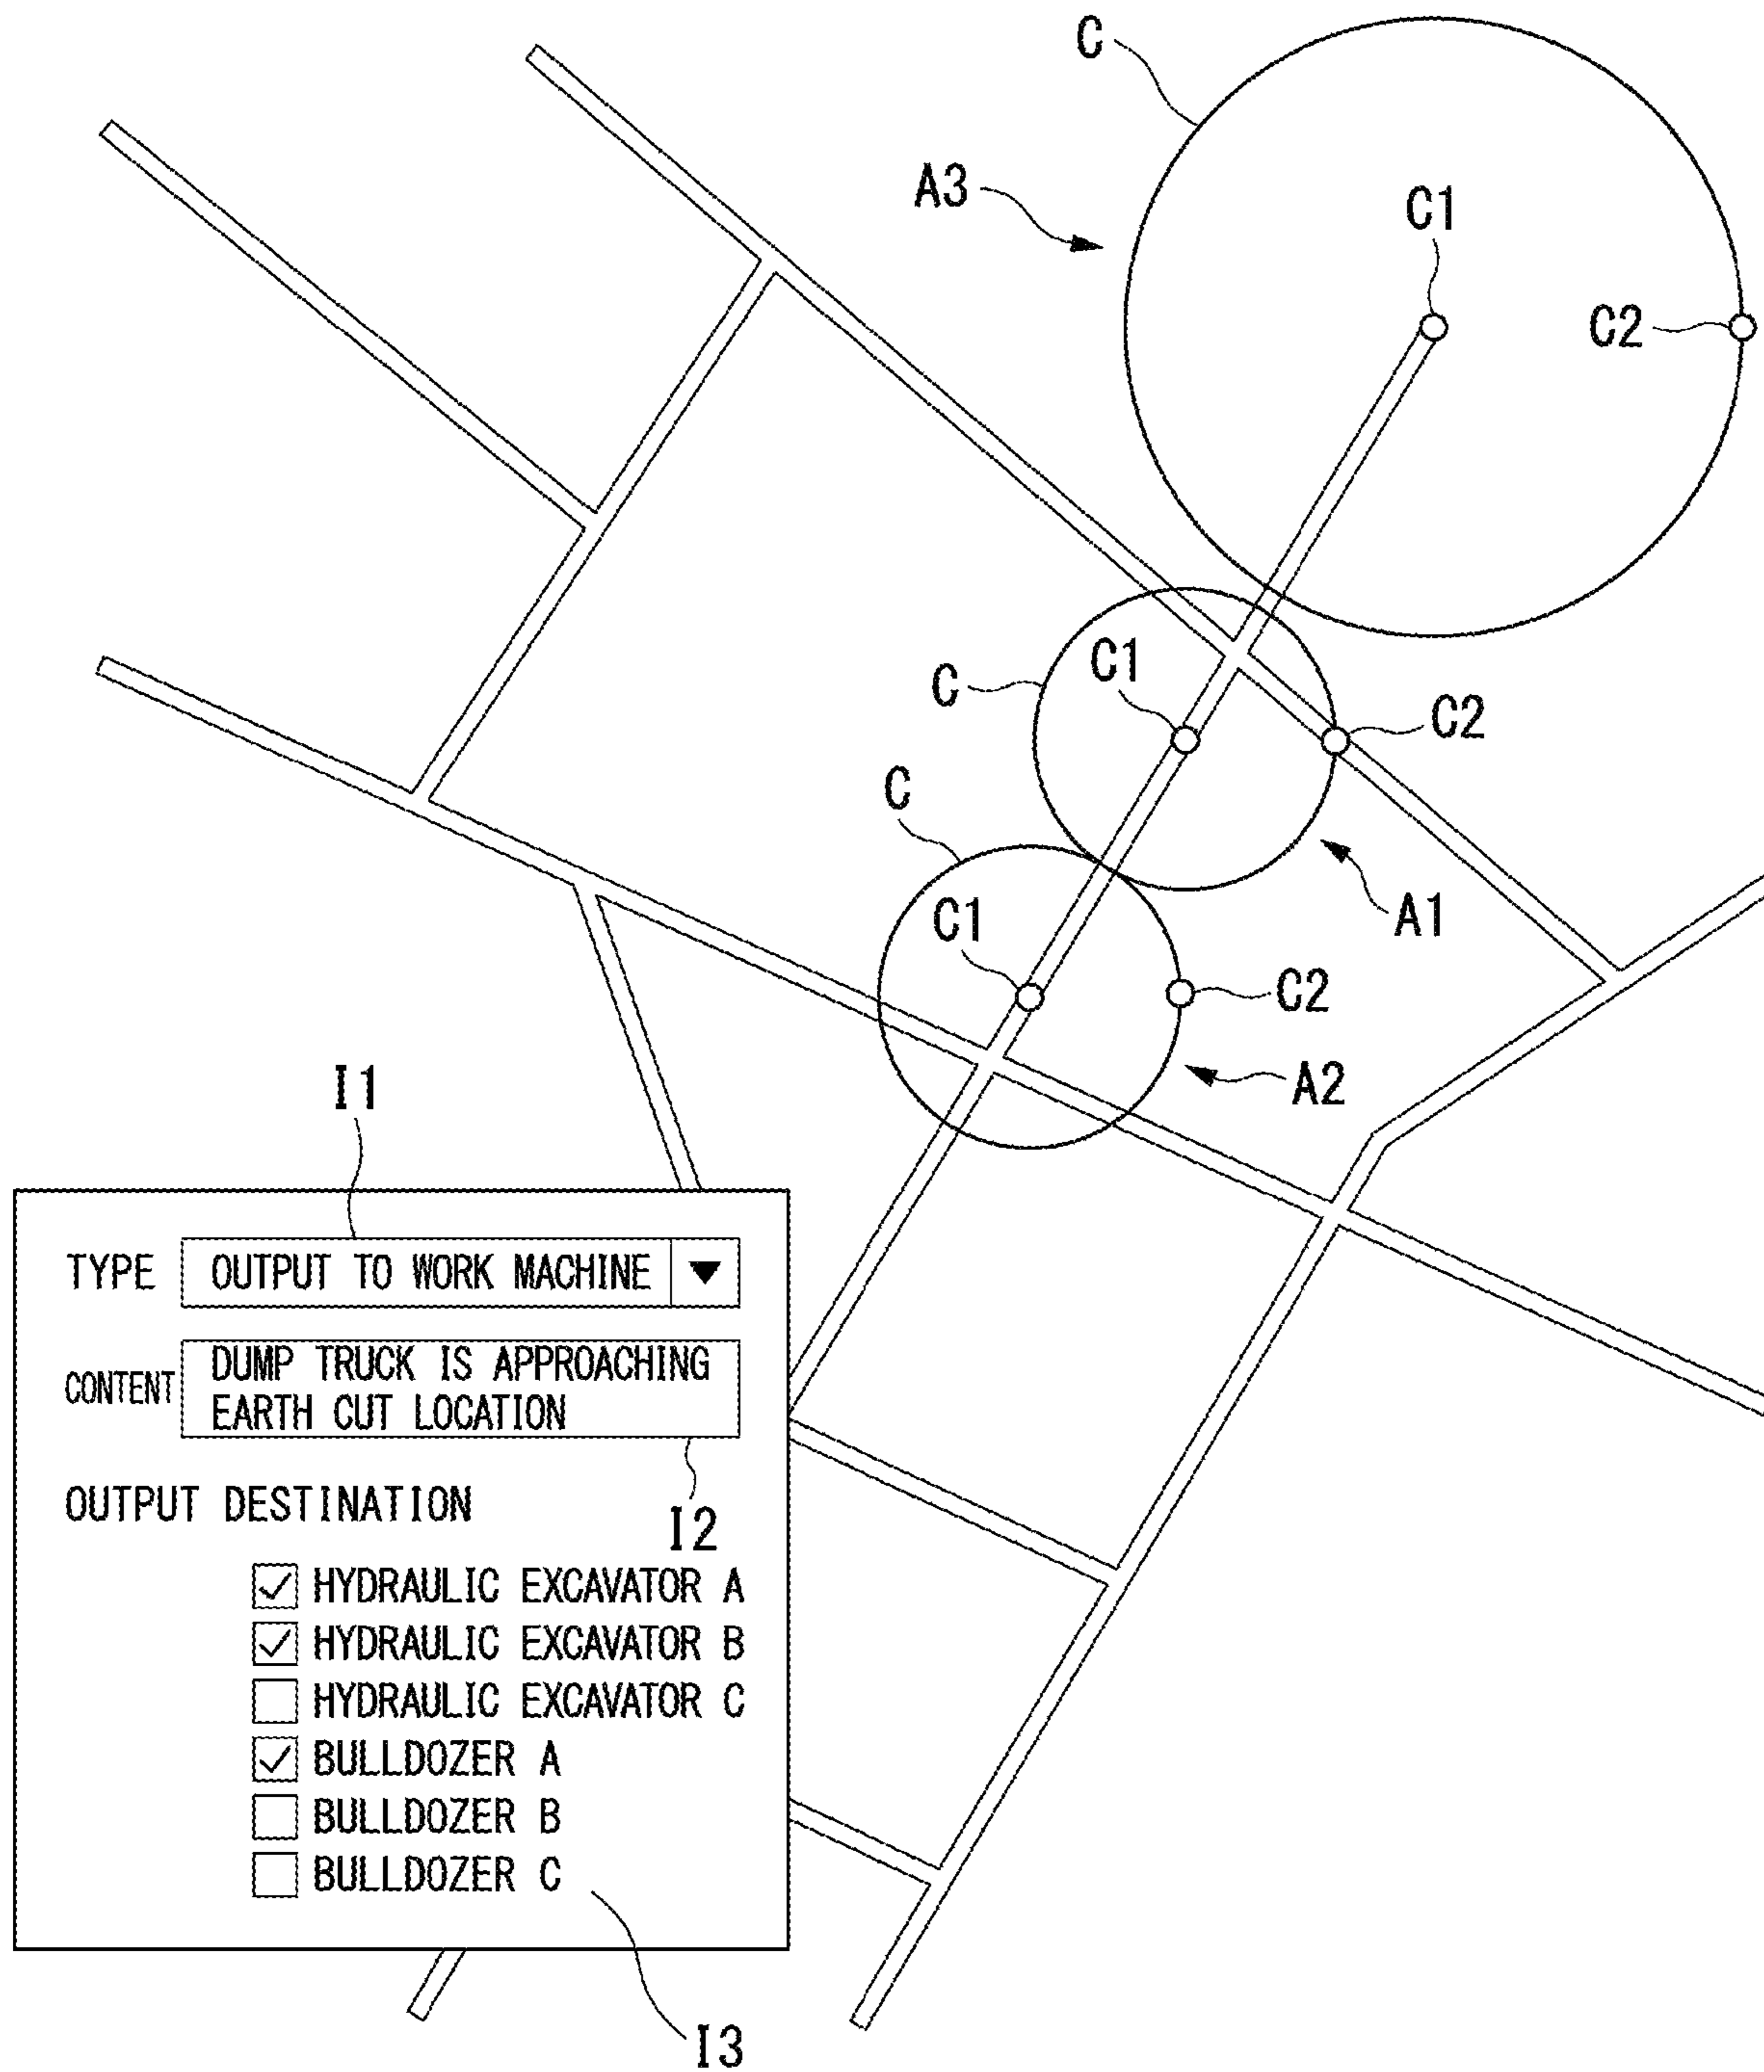 C
A3
C1
C2
C1
C
C2
C
A1
C1
C2
A2
I1
TYPE OUTPUT TO WORK MACHINE
CONTENT DUMP TRUCK IS APPROACHING
EARTH CUT LOCATION
OUTPUT DESTINATION
I2
HYDRAULIC EXCAVATOR A
HYDRAULIC EXCAVATOR B
HYDRAULIC EXCAVATOR C
BULLDOZER A
BULLDOZER B
BULLDOZER C
I3